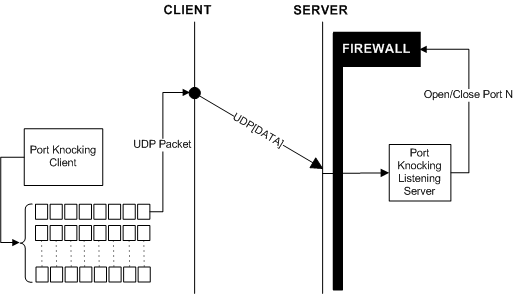 CLIENT
SERVER
FIREWALL
Open/Close Port N
UDP[DATA]
UDP Packet
Port Knocking
Client
Port
Knocking
Listening
Server